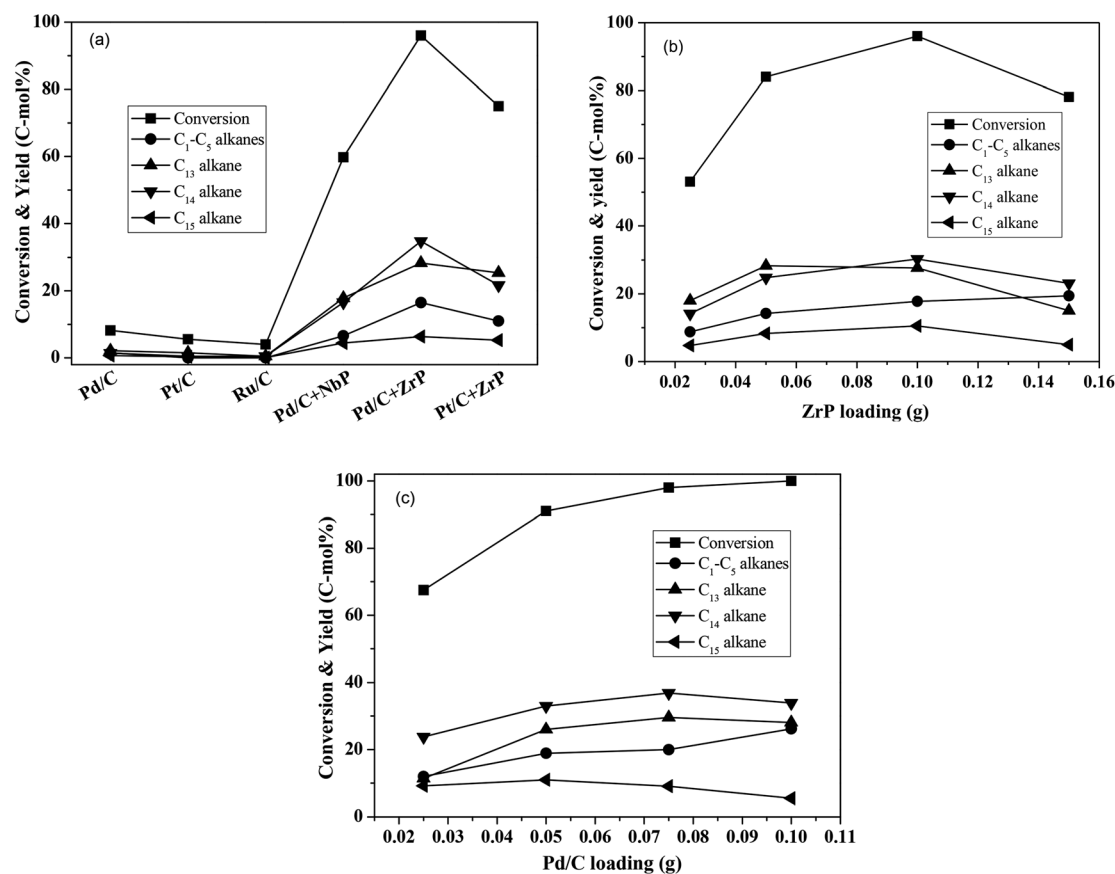 (a)
Conversion & Yield (C-mol%)
100
80
60
40
20
0
Conversion
C₁-C₅ alkanes
C₁₃ alkane
C₁₄ alkane
C₁₅ alkane
Pd/C
Pt/C
Ru/C
Pd/C+NbP
Pd/C+ZrP
Pt/C+ZrP
(b)
Conversion & yield (C-mol%)
100
80
60
40
20
0
Conversion
C₁-C₅ alkanes
C₁₃ alkane
C₁₄ alkane
C₁₅ alkane
0.02 0.04 0.06 0.08 0.10 0.12 0.14 0.16
ZrP loading (g)
(c)
Conversion & Yield (C-mol%)
100
80
60
40
20
0
Conversion
C₁-C₅ alkanes
C₁₃ alkane
C₁₄ alkane
C₁₅ alkane
0.02 0.03 0.04 0.05 0.06 0.07 0.08 0.09 0.10 0.11
Pd/C loading (g)